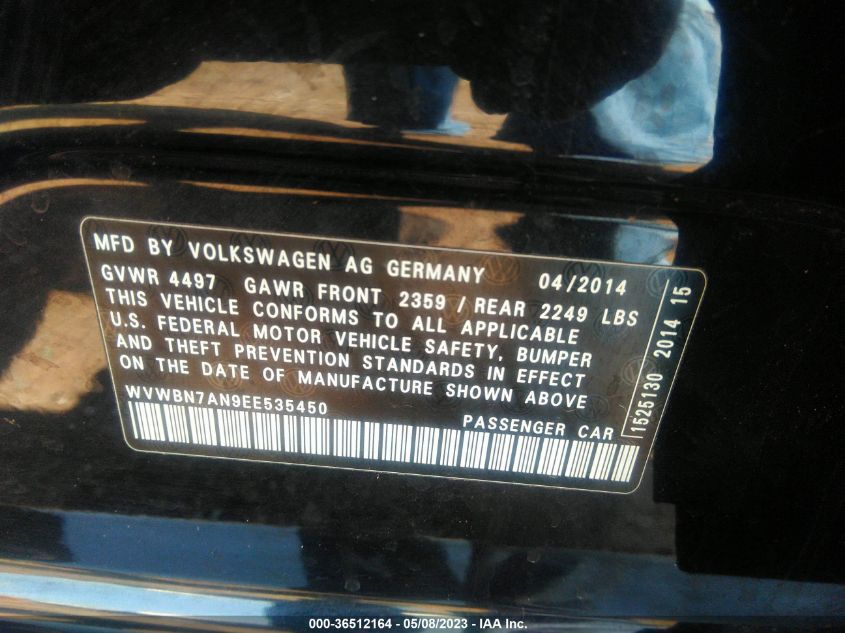 MFD BY VOLKSWAGEN AG GERMANY 04/2014
GVWR 4497 GAWR FRONT 2359 / REAR 2249 LBS
THIS VEHICLE CONFORMS TO ALL APPLICABLE
U.S. FEDERAL MOTOR VEHICLE SAFETY, BUMPER
AND THEFT PREVENTION STANDARDS IN EFFECT
ON THE DATE OF MANUFACTURE SHOWN ABOVE
WVWBN7AN9EE535450
PASSENGER CAR
1525130 2014 15
000-36512164 - 05/08/2023 - IAA Inc.